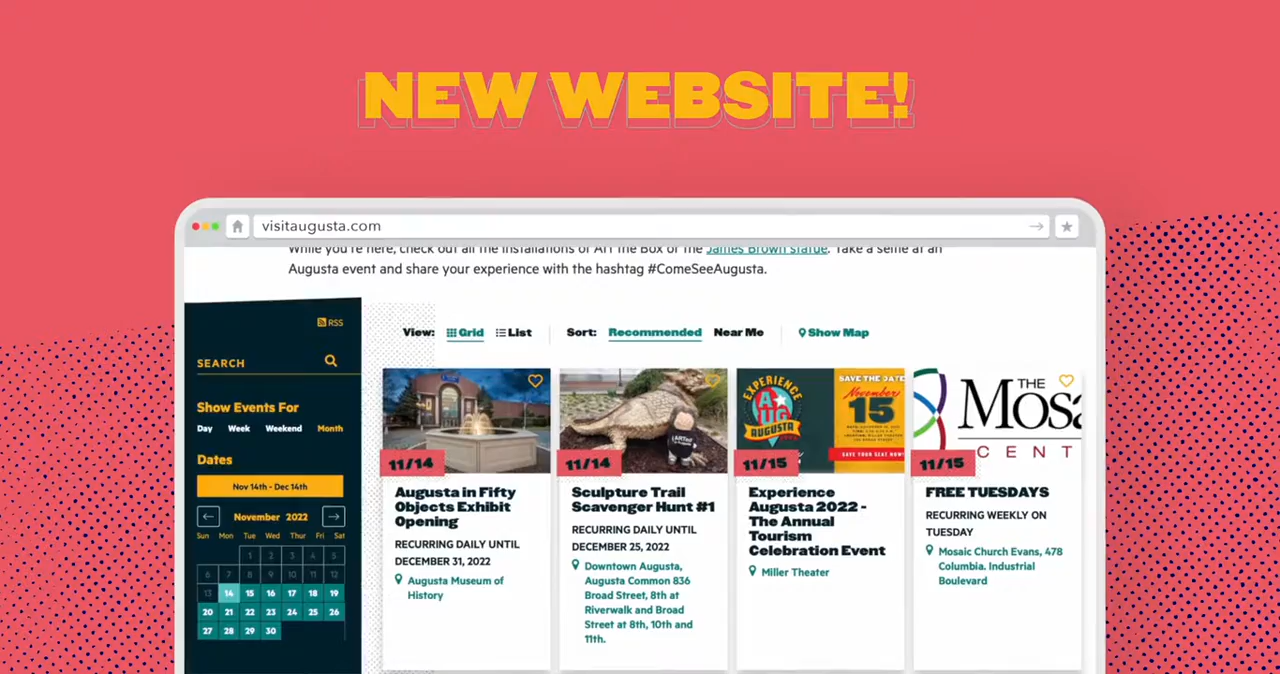 NEW WEBSITE!
visitaugusta.com
While you're here, check out all the installations of Art the Box or the James Brown statue. Take a selfie at an
Augusta event and share your experience with the hashtag #ComeSeeAugusta.
RSS
SEARCH
Show Events For
Day Week Weekend Month
Dates
Nov 14th - Dec 14th
November 2022
Sun Mon Tue Wed Thur Fri Sat
1 2 3 4 5
6 7 8 9 10 11 12
13 14 15 16 17 18 19
20 21 22 23 24 25 26
27 28 29 30
View: Grid List Sort: Recommended Near Me Show Map
11/14
Augusta in Fifty
Objects Exhibit
Opening
RECURRING DAILY UNTIL
DECEMBER 31, 2022
Augusta Museum of
History
11/14
Sculpture Trail
Scavenger Hunt #1
RECURRING DAILY UNTIL
DECEMBER 25, 2022
Downtown Augusta,
Augusta Common 836
Broad Street, 8th at
Riverwalk and Broad
Street at 8th, 10th and
11th.
EXPERIENCE
AUG
AUGUSTA
SAVE THE DATE
November
15
SAVE YOUR SEAT NOW!
11/15
Experience
Augusta 2022 -
The Annual
Tourism
Celebration Event
Miller Theater
THE
Mosa
CENT
11/15
FREE TUESDAYS
RECURRING WEEKLY ON
TUESDAY
Mosaic Church Evans, 478
Columbia. Industrial
Boulevard